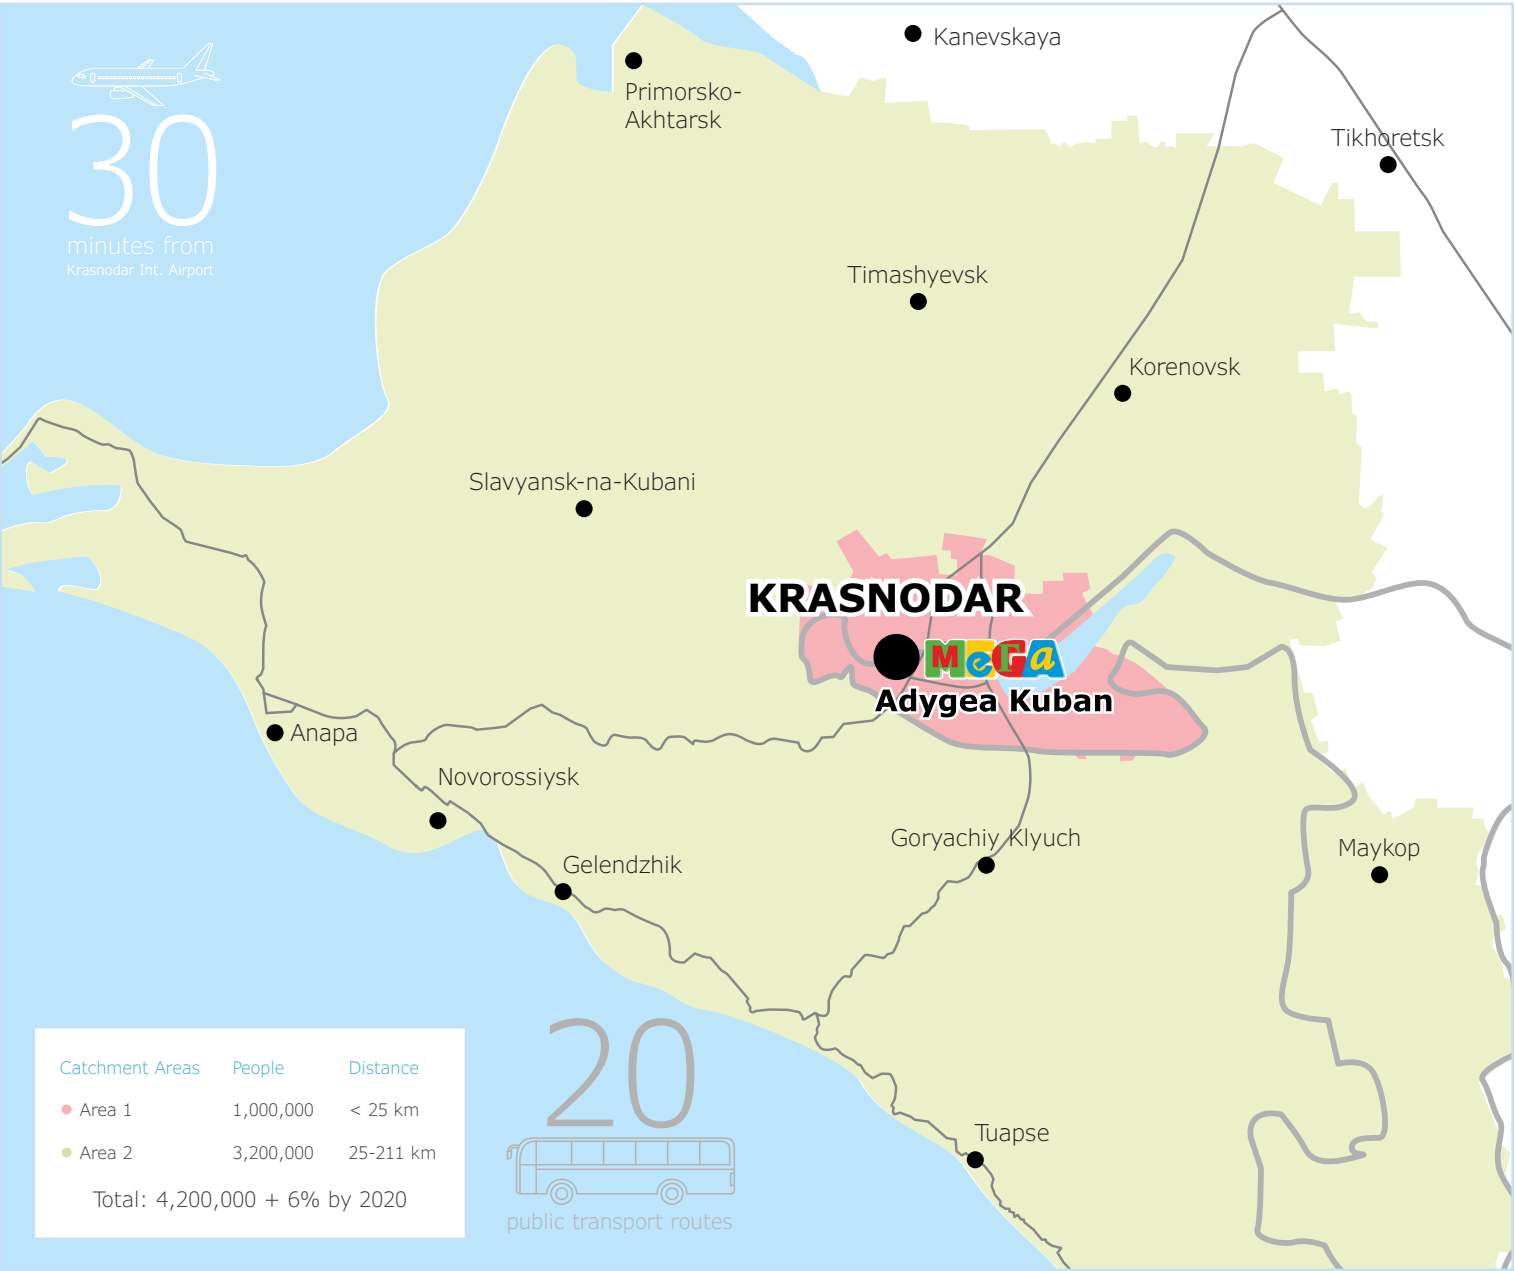 Kanevskaya
Primorsko-
Akhtarsk
30
minutes from
Krasnodar Int. Airport
Tikhoretsk
Timashyevsk
Korenovsk
Slavyansk-na-Kubani
KRASNODAR
МеГа
Adygea Kuban
Anapa
Novorossiysk
Goryachiy Klyuch
Maykop
Gelendzhik
Catchment Areas People Distance
Area 1 1,000,000 < 25 km
Area 2 3,200,000 25-211 km
Total: 4,200,000 + 6% by 2020
20
public transport routes
Tuapse